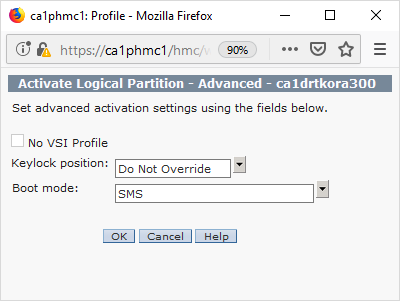 ca1phmc1: Profile - Mozilla Firefox
https://ca1phmc1/hmc/w
90%
Activate Logical Partition - Advanced - ca1drtkora300
Set advanced activation settings using the fields below.
No VSI Profile
Keylock position: Do Not Override
Boot mode: SMS
OK Cancel Help